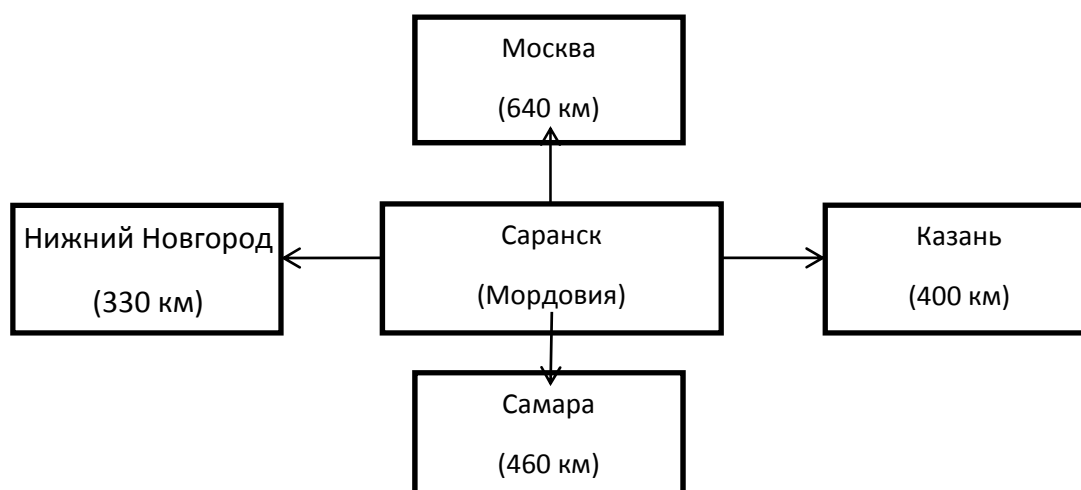 Москва
(640 км)
Нижний Новгород
(330 км)
Саранск
(Мордовия)
Казань
(400 км)
Самара
(460 км)